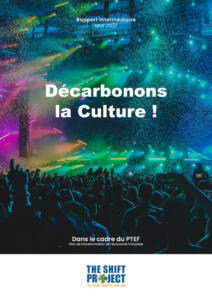 Rapport intermédiaire
Mai 2021
Décarbonons
la Culture !
Dans le cadre du PTEF
Plan de transformation de l'économie française
THE SHIFT
PROJECT